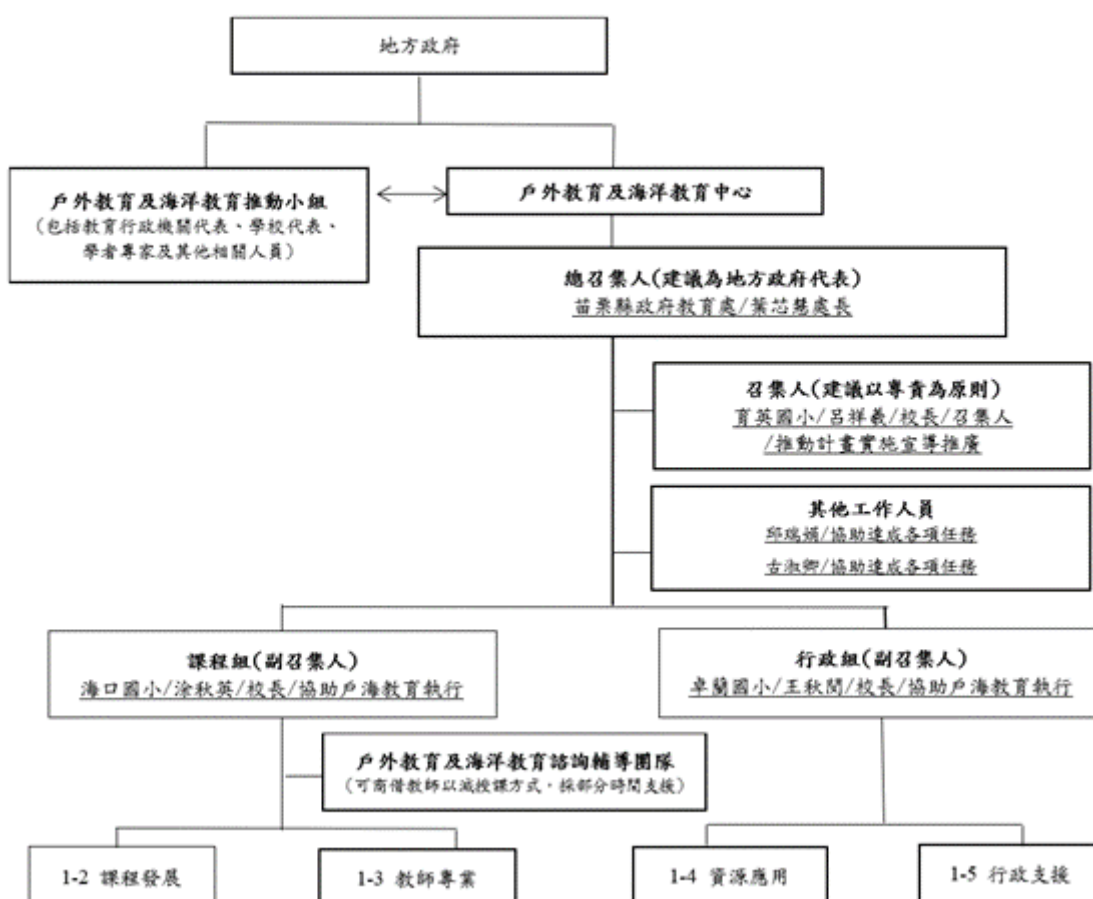 地方政府
戶外教育及海洋教育推動小組
(包括教育行政機關代表、學校代表、
學者專家及其他相關人員)
戶外教育及海洋教育中心
總召集人(建議為地方政府代表)
苗栗縣政府教育處/葉芯慧處長
召集人(建議以專責為原則)
育英國小/呂祥義/校長/召集人
/推動計畫實施宣導推廣
其他工作人員
邱瑞/協助達成各項任務
古淑卿/協助達成各項任務
課程組(副召集人)
海口國小/涂秋英/校長/協助戶海教育執行
行政組(副召集人)
卓蘭國小/王秋閔/校長/協助戶海教育執行
戶外教育及海洋教育諮詢輔導團隊
(可商借教師以減授課方式,採部分時間支援)
1-2 課程發展
1-3 教師專業
1-4 資源應用
1-5 行政支援